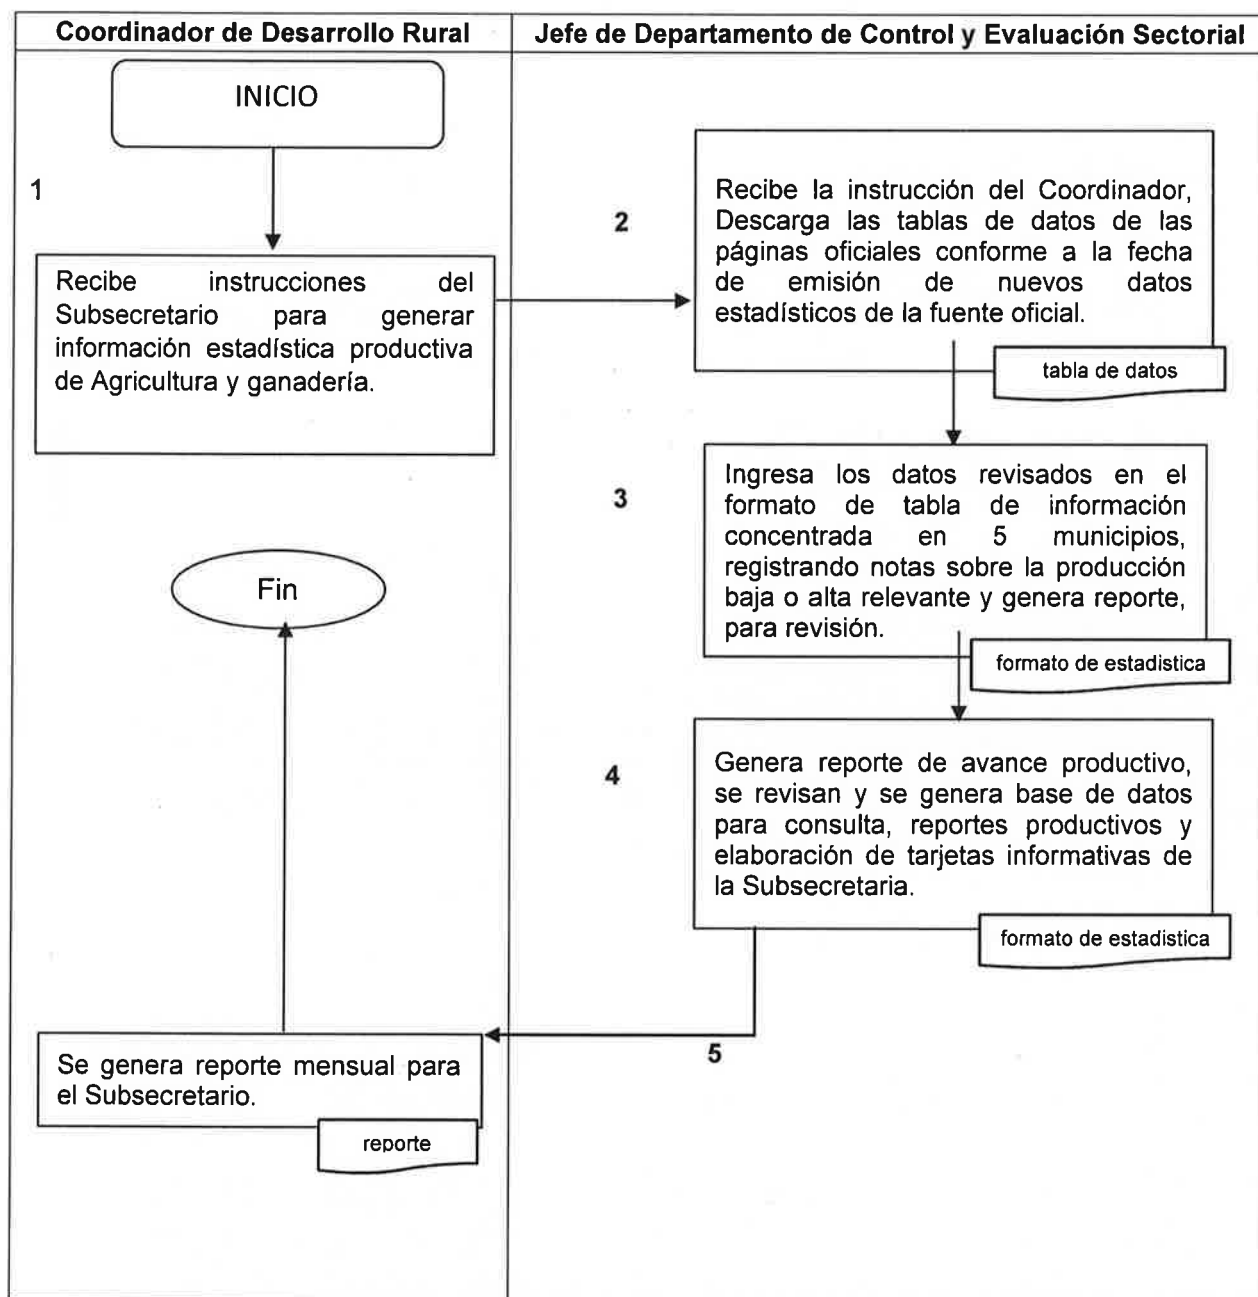 Coordinador de Desarrollo Rural
Jefe de Departamento de Control y Evaluación Sectorial
INICIO
1
Recibe instrucciones del
Subsecretario para generar
información estadística productiva
de Agricultura y ganadería.
2
Recibe la instrucción del Coordinador,
Descarga las tablas de datos de las
páginas oficiales conforme a la fecha
de emisión de nuevos datos
estadísticos de la fuente oficial.
tabla de datos
3
Ingresa los datos revisados en el
formato de tabla de información
concentrada en 5 municipios,
registrando notas sobre la producción
baja o alta relevante y genera reporte,
para revisión.
formato de estadistica
4
Genera reporte de avance productivo,
se revisan y se genera base de datos
para consulta, reportes productivos y
elaboración de tarjetas informativas de
la Subsecretaria.
formato de estadistica
5
Se genera reporte mensual para
el Subsecretario.
reporte
Fin